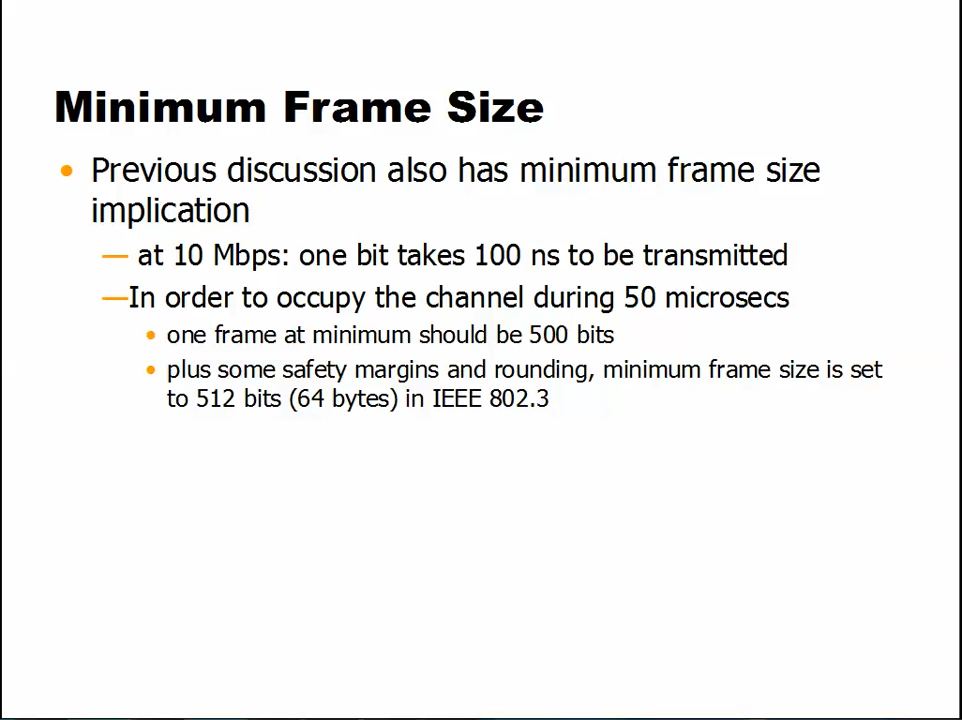 Minimum Frame Size
• Previous discussion also has minimum frame size
implication
— at 10 Mbps: one bit takes 100 ns to be transmitted
—In order to occupy the channel during 50 microsecs
• one frame at minimum should be 500 bits
• plus some safety margins and rounding, minimum frame size is set
to 512 bits (64 bytes) in IEEE 802.3